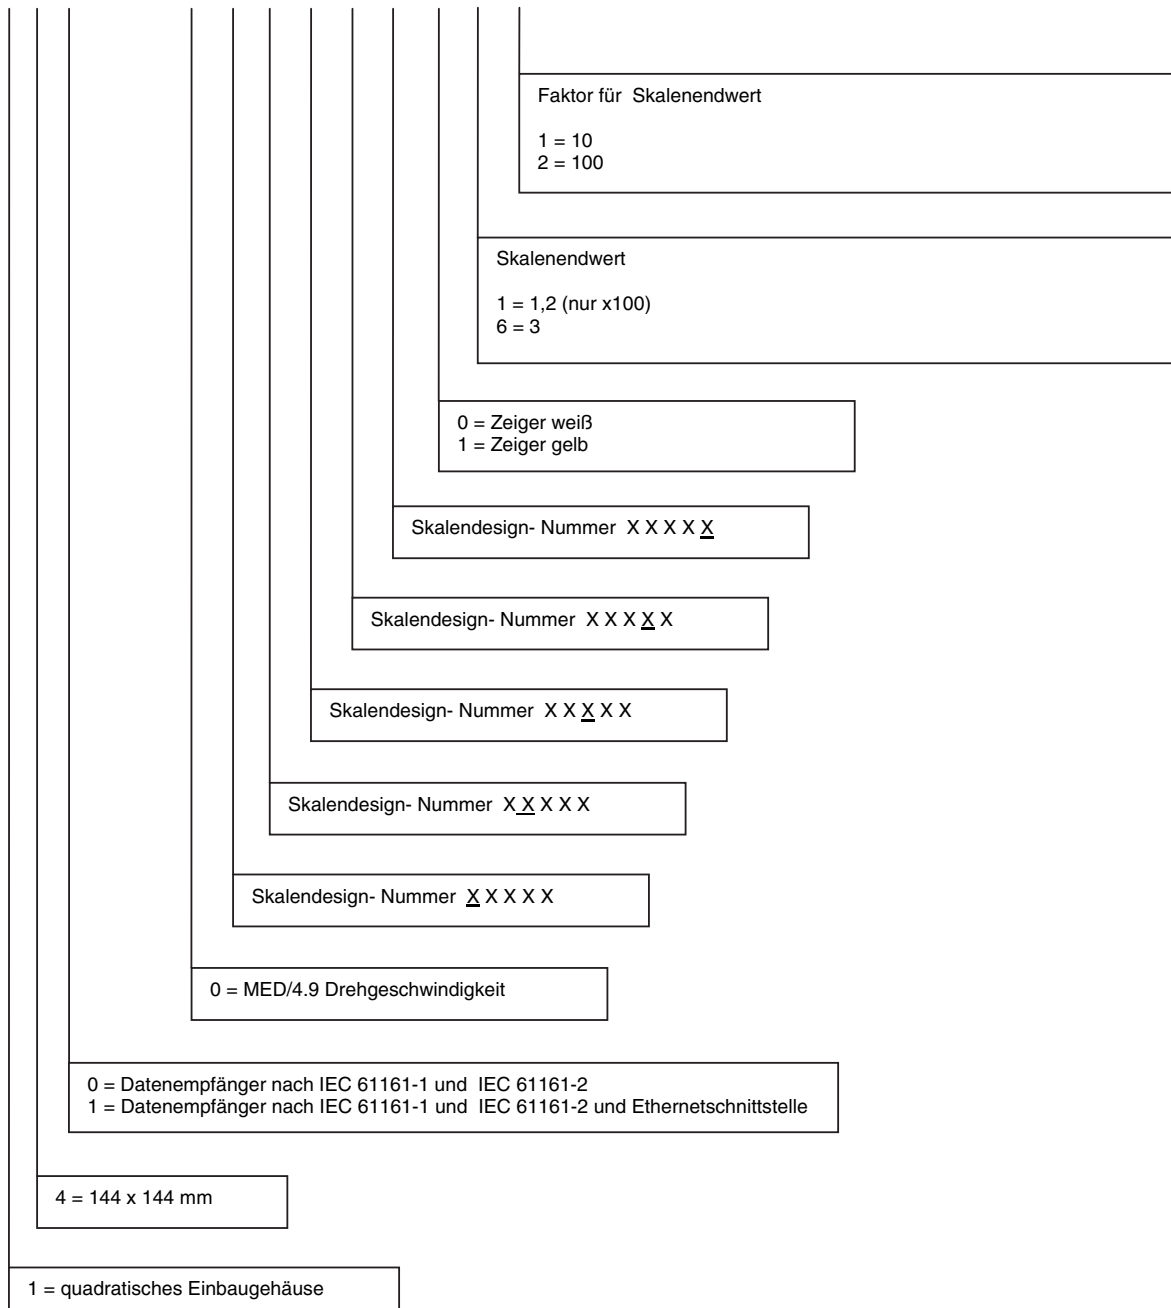 Faktor für Skalenendwert
1 = 10
2 = 100
Skalenendwert
1 = 1,2 (nur x100)
6 = 3
0 = Zeiger weiß
1 = Zeiger gelb
Skalendesign- Nummer X X X X X
Skalendesign- Nummer X X X X X
Skalendesign- Nummer X X X X X
Skalendesign- Nummer X X X X X
Skalendesign- Nummer X X X X X
0 = MED/4.9 Drehgeschwindigkeit
0 = Datenempfänger nach IEC 61161-1 und IEC 61161-2
1 = Datenempfänger nach IEC 61161-1 und IEC 61161-2 und Ethernetschnittstelle
4 = 144 x 144 mm
1 = quadratisches Einbaugehäuse